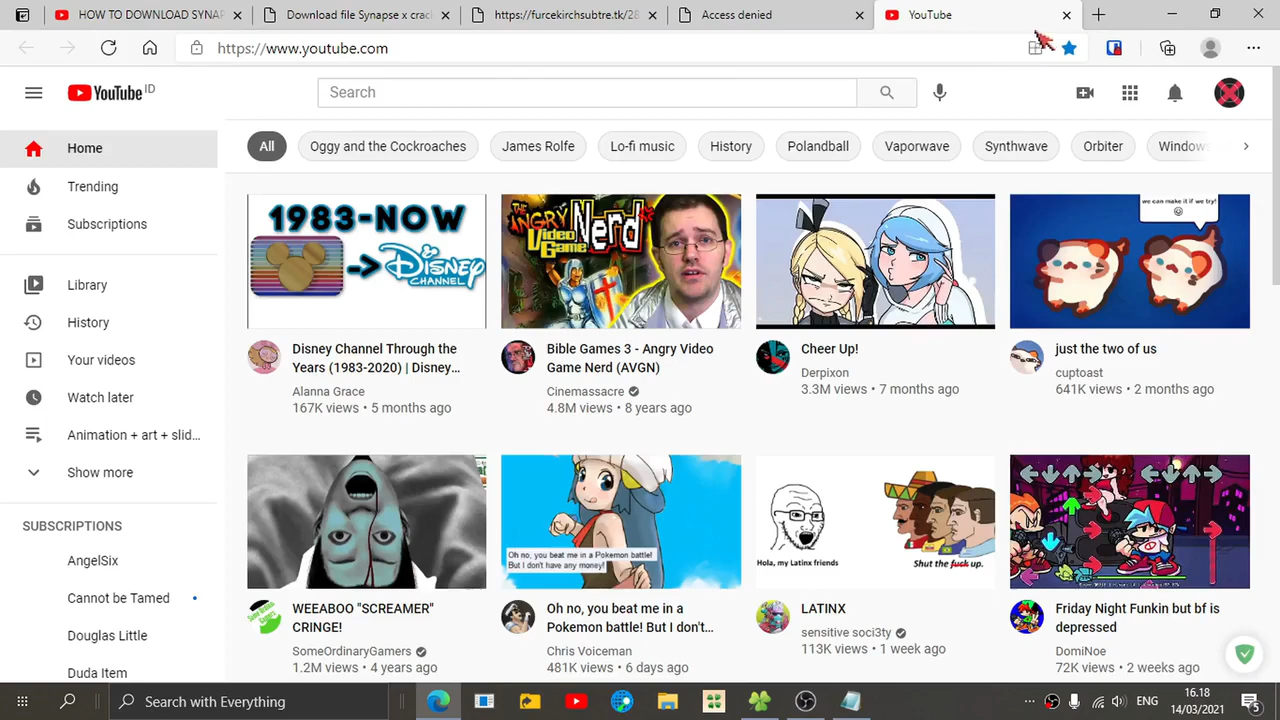 HOW TO DOWNLOAD SYNAP
Download file Synapse x crac
https://furcekirchsubtre.tk/28
Access denied
YouTube
https://www.youtube.com
YouTube ID
Search
All
Oggy and the Cockroaches
James Rolfe
Lo-fi music
History
Polandball
Vaporwave
Synthwave
Orbiter
Window
Home
Trending
Subscriptions
Library
History
Your videos
Watch later
Animation + art + slid...
Show more
SUBSCRIPTIONS
AngelSix
Cannot be Tamed
Douglas Little
Duda Item
1983-NOW
Disney CHANNEL
Disney Channel Through the
Years (1983-2020) | Disney...
Alanna Grace
167K views • 5 months ago
THE ANGRY
Video Nerd
GAME
Bible Games 3 - Angry Video
Game Nerd (AVGN)
Cinemassacre
4.8M views • 8 years ago
Cheer Up!
Derpixon
3.3M views • 7 months ago
we can make it if we try!
just the two of us
cuptoast
641K views • 2 months ago
WEEABOO "SCREAMER"
CRINGE!
SomeOrdinaryGamers
1.2M views • 4 years ago
Oh no, you beat me in a Pokemon battle!
But I don't have any money!
Oh no, you beat me in a
Pokemon battle! But I don't...
Chris Voiceman
481K views • 6 days ago
Hola, my Latinx friends
Shut the fuck up.
LATINX
sensitive soci3ty
113K views • 1 week ago
Friday Night Funkin but bf is
depressed
DomiNoe
72K views • 2 weeks ago
Search with Everything
ENG
16.18
14/03/2021
5